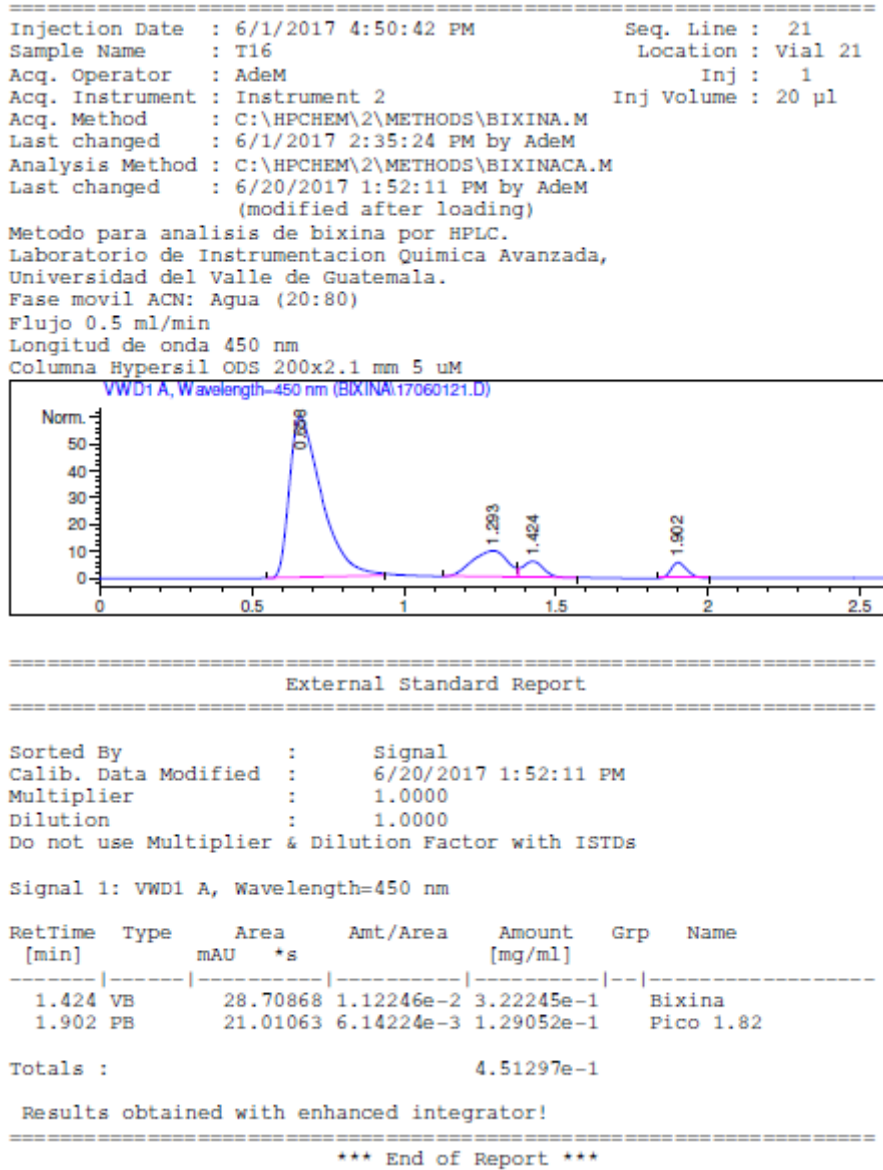 ==================================================================
Injection Date : 6/1/2017 4:50:42 PM Seq. Line : 21
Sample Name : T16 Location : Vial 21
Acq. Operator : AdeM Inj : 1
Acq. Instrument : Instrument 2 Inj Volume : 20 µl
Acq. Method : C:\HPCHEM\2\METHODS\BIXINA.M
Last changed : 6/1/2017 2:35:24 PM by AdeM
Analysis Method : C:\HPCHEM\2\METHODS\BIXINACA.M
Last changed : 6/20/2017 1:52:11 PM by AdeM
(modified after loading)
Metodo para analisis de bixina por HPLC.
Laboratorio de Instrumentacion Quimica Avanzada,
Universidad del Valle de Guatemala.
Fase movil ACN: Agua (20:80)
Flujo 0.5 ml/min
Longitud de onda 450 nm
Columna Hypersil ODS 200x2.1 mm 5 uM
VWD1 A, Wavelength=450 nm (BIXINA\17060121.D)
Norm.
50
40
30
20
10
0
1.293
1.424
1.902
0 0.5 1 1.5 2 2.5
==================================================================
External Standard Report
==================================================================
Sorted By : Signal
Calib. Data Modified : 6/20/2017 1:52:11 PM
Multiplier : 1.0000
Dilution : 1.0000
Do not use Multiplier & Dilution Factor with ISTDs
Signal 1: VWD1 A, Wavelength=450 nm
RetTime Type Area Amt/Area Amount Grp Name
[min] mAU *s [mg/ml]
-------|------|----------|----------|----------|--|------------------
1.424 VB 28.70868 1.12246e-2 3.22245e-1 Bixina
1.902 PB 21.01063 6.14224e-3 1.29052e-1 Pico 1.82
Totals : 4.51297e-1
Results obtained with enhanced integrator!
==================================================================
*** End of Report ***